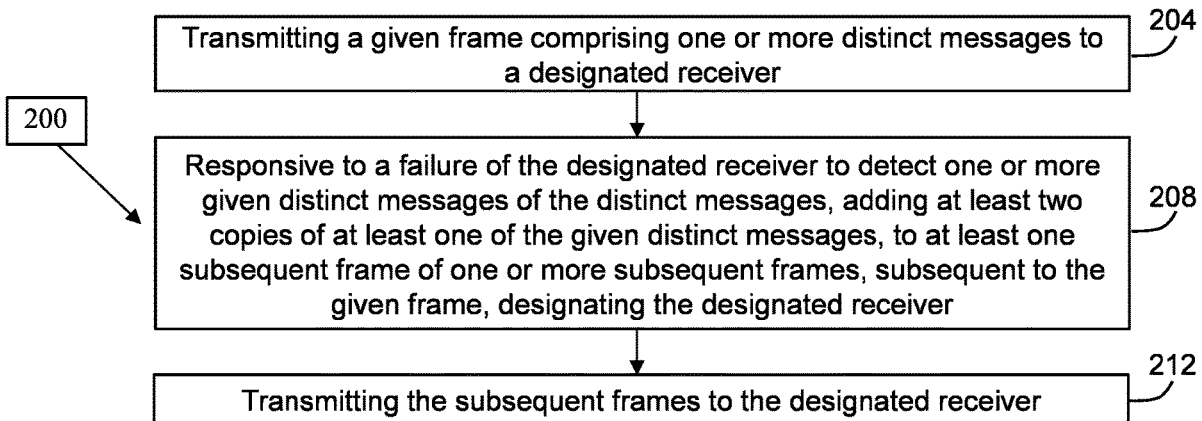 Transmitting a given frame comprising one or more distinct messages to
a designated receiver
204
200
Responsive to a failure of the designated receiver to detect one or more
given distinct messages of the distinct messages, adding at least two
copies of at least one of the given distinct messages, to at least one
subsequent frame of one or more subsequent frames, subsequent to the
given frame, designating the designated receiver
208
212
Transmitting the subsequent frames to the designated receiver